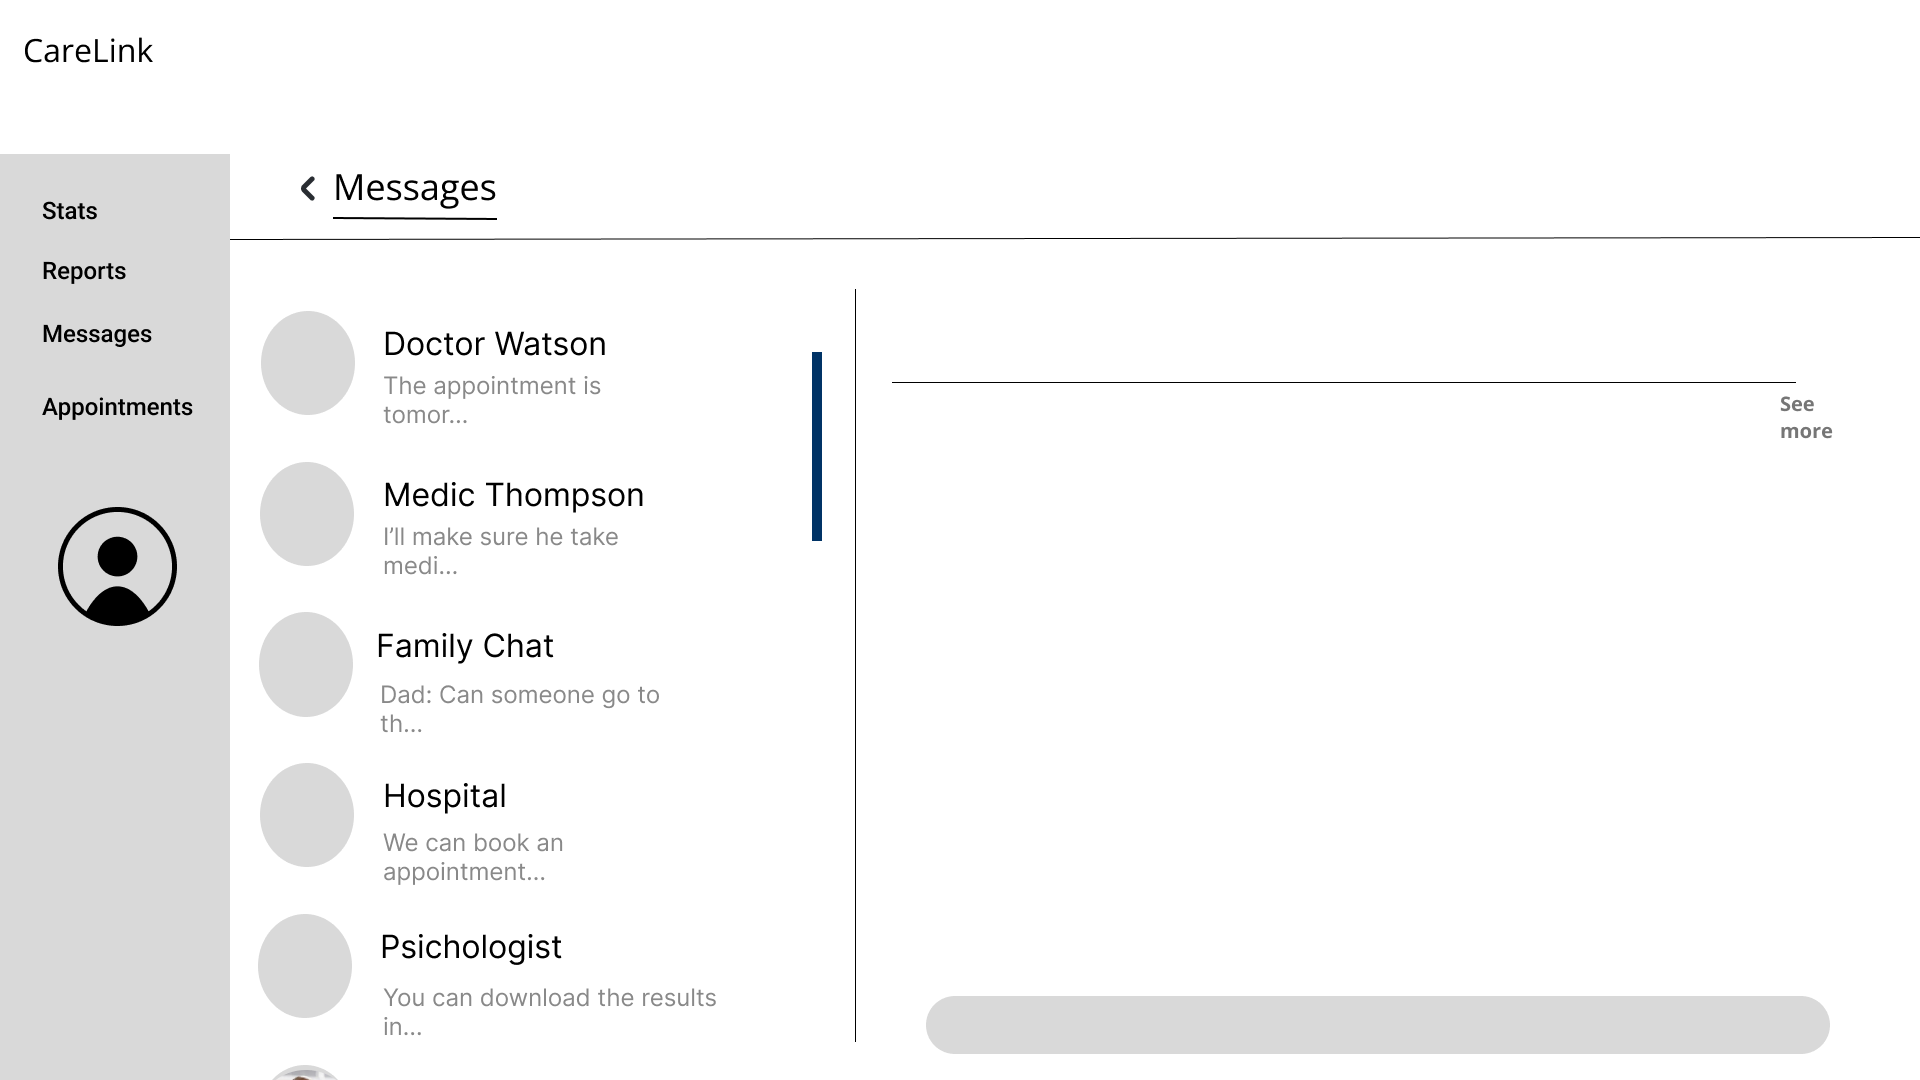 CareLink
Stats
Reports
Messages
Appointments
Messages
Doctor Watson
The appointment is
tomor...
Medic Thompson
I'll make sure he take
medi...
Family Chat
Dad: Can someone go to
th...
Hospital
We can book an
appointment...
Psichologist
You can download the results
in...
See
more